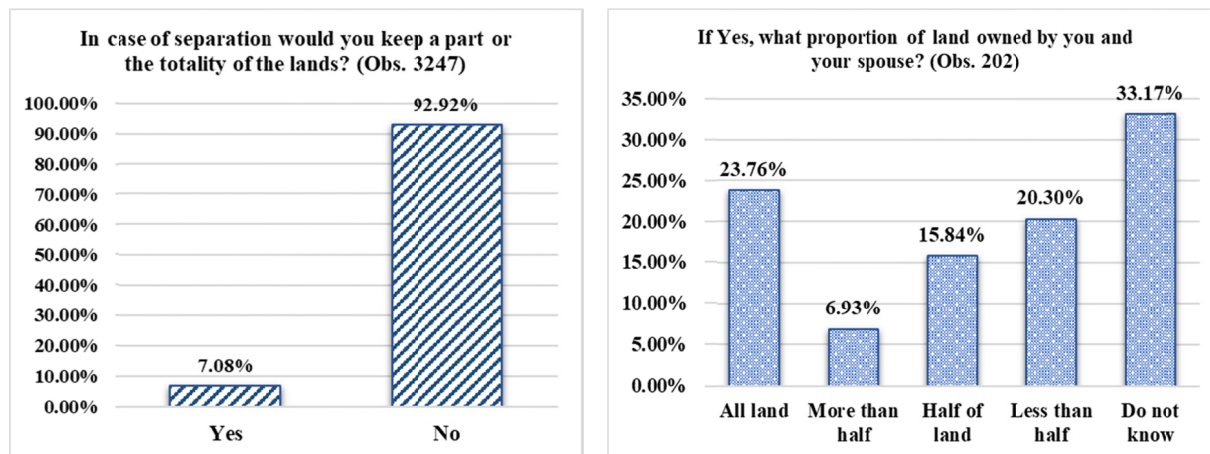 In case of separation would you keep a part or
the totality of the lands? (Obs. 3247)
100.00%
90.00%
80.00%
70.00%
60.00%
50.00%
40.00%
30.00%
20.00%
10.00%
0.00%
7.08%
92.92%
Yes
No
If Yes, what proportion of land owned by you and
your spouse? (Obs. 202)
35.00%
30.00%
25.00%
20.00%
15.00%
10.00%
5.00%
0.00%
23.76%
6.93%
15.84%
20.30%
33.17%
All land
More than
half
Half of
land
Less than
half
Do not
know